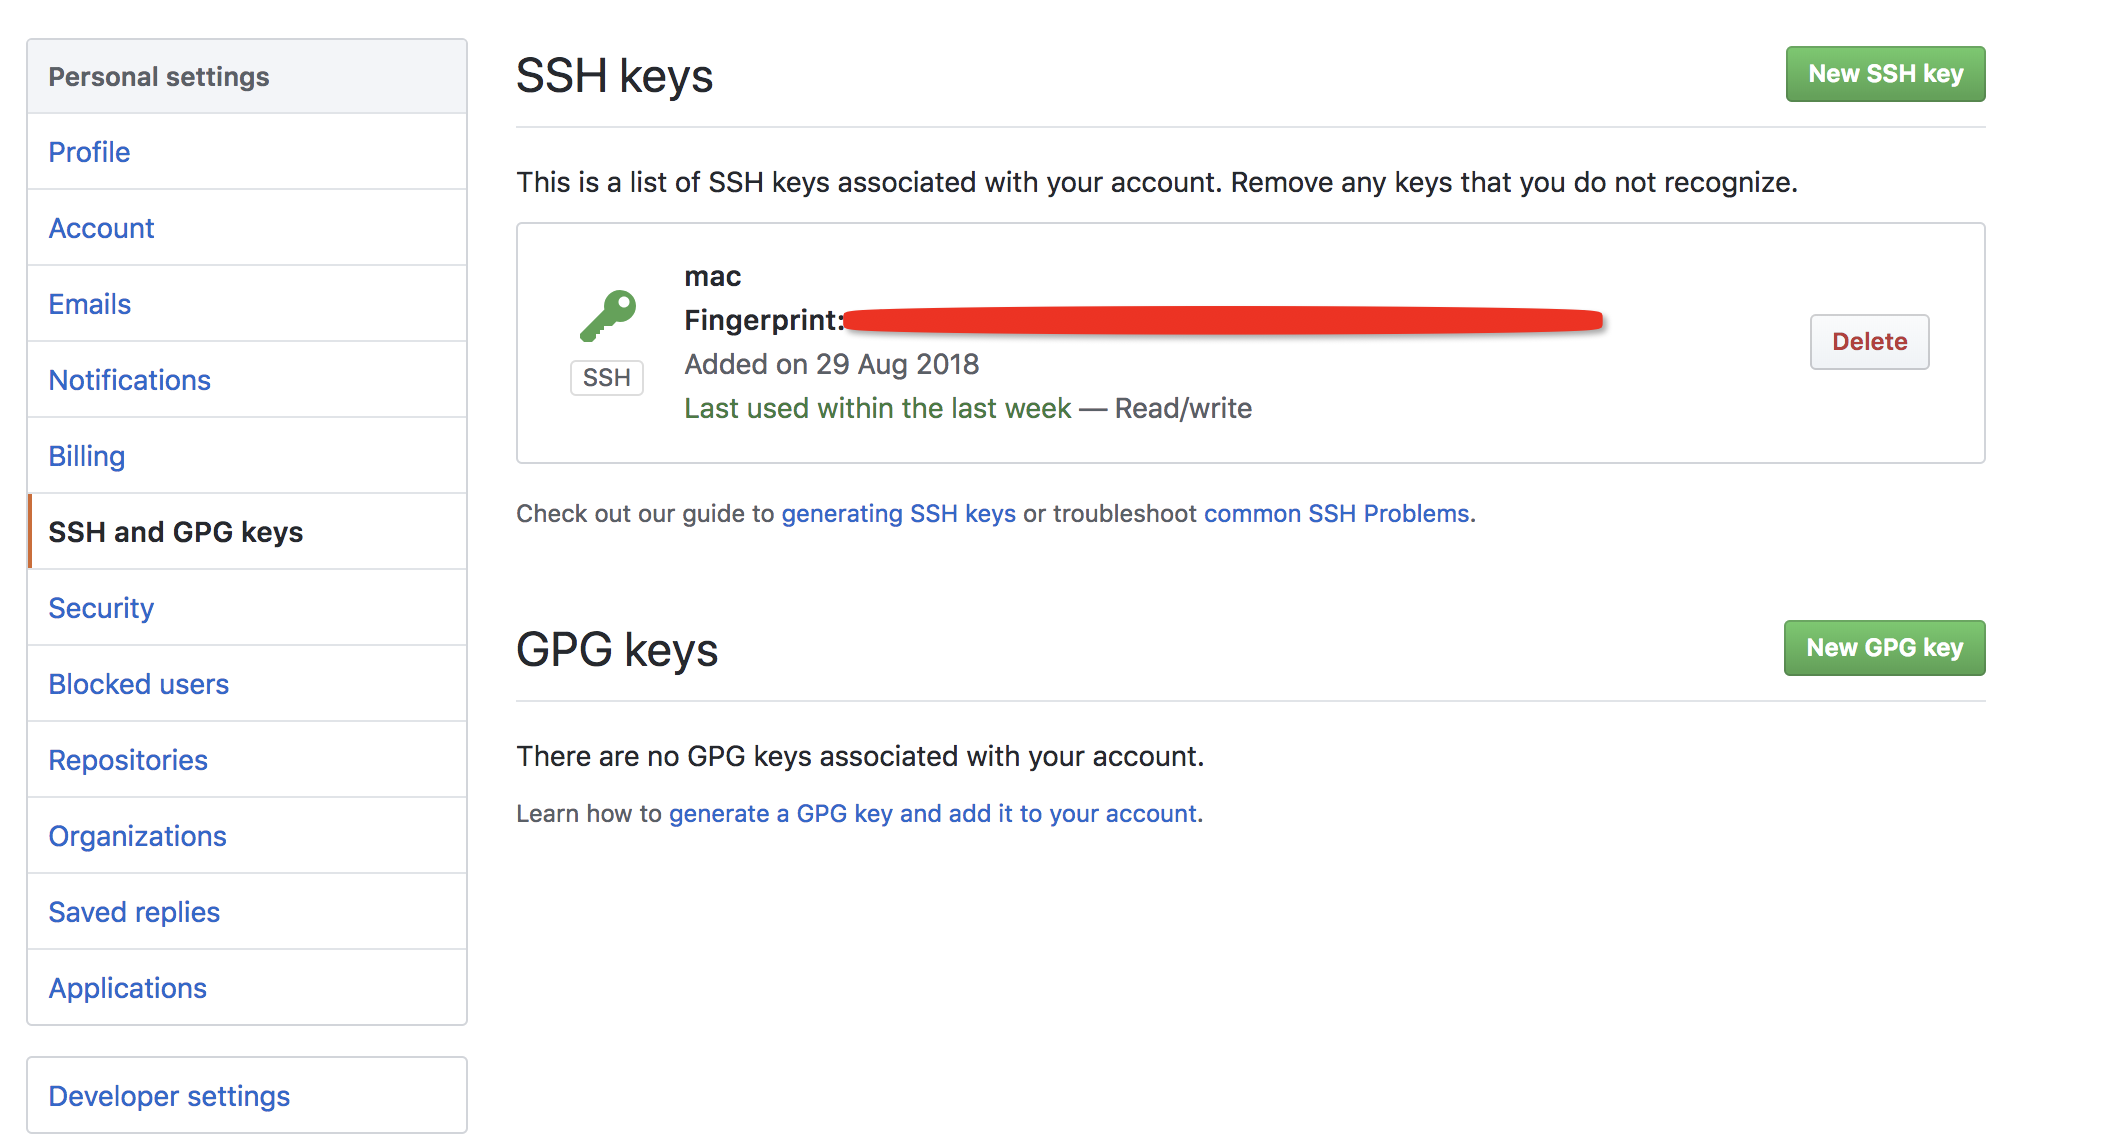 Personal settings
Profile
Account
Emails
Notifications
Billing
SSH and GPG keys
Security
Blocked users
Repositories
Organizations
Saved replies
Applications
Developer settings
SSH keys
New SSH key
This is a list of SSH keys associated with your account. Remove any keys that you do not recognize.
mac
Fingerprint:
SSH
Added on 29 Aug 2018
Last used within the last week — Read/write
Delete
Check out our guide to generating SSH keys or troubleshoot common SSH Problems.
GPG keys
New GPG key
There are no GPG keys associated with your account.
Learn how to generate a GPG key and add it to your account.